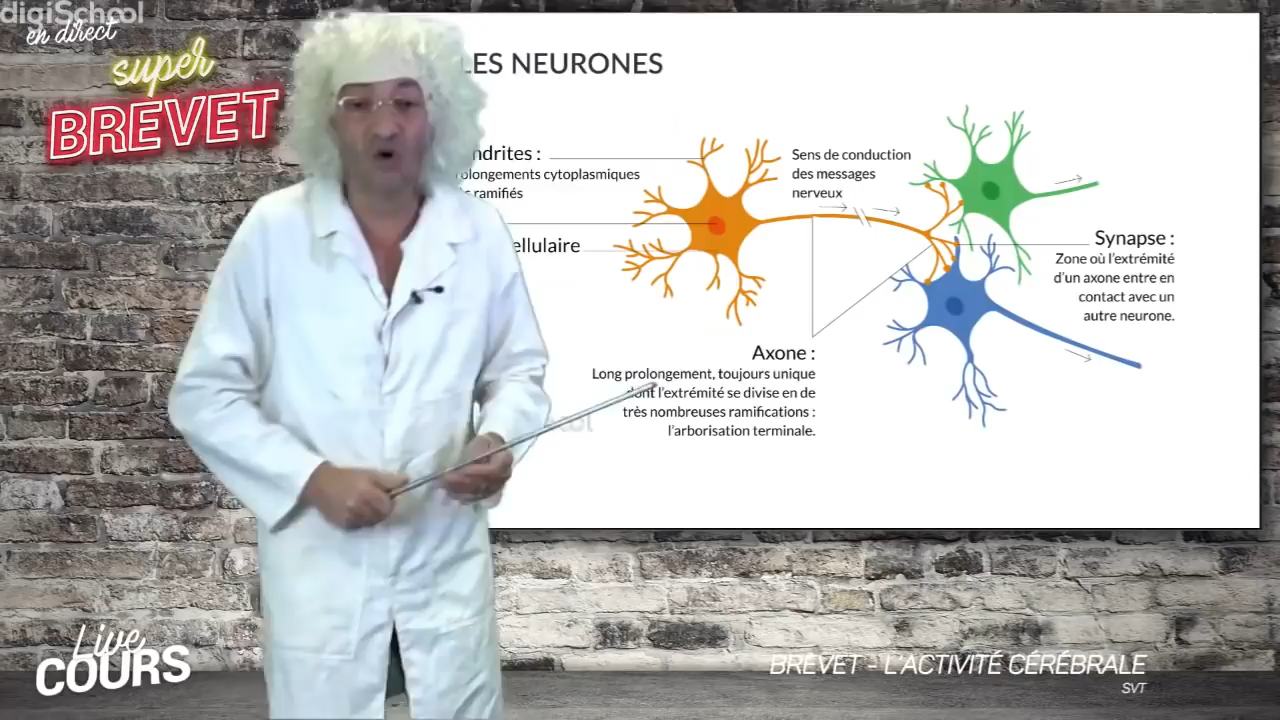 digiSchool
en direct
super
BREVET
LES NEURONES
ndrites :
olongements cytoplasmiques
ramifiés
ellulaire
Sens de conduction
des messages
nerveux
Synapse :
Zone où l'extrémité
d'un axone entre en
contact avec un
autre neurone.
Axone :
Long prolongement, toujours unique
dont l'extrémité se divise en de
très nombreuses ramifications :
l'arborisation terminale.
Live
COURS
BREVET - L'ACTIVITÉ CÉRÉBRALE
SVT